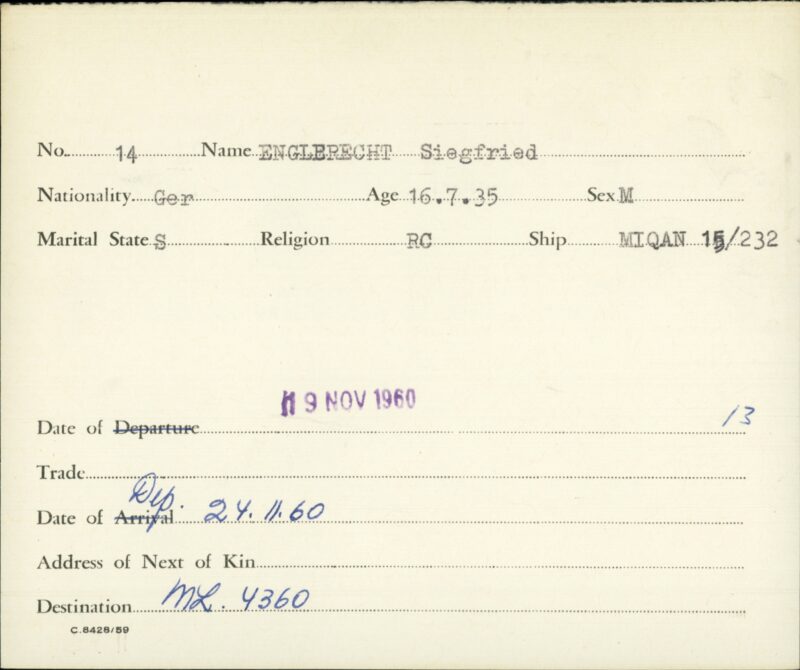 No. 14 Name ENGLBRECHT Siegfried
Nationality Ger Age 16.7.35 Sex M
Marital State S Religion RC Ship MIQAN 15/232
19 NOV 1960
Date of Departure 13
Trade
Dep.
Date of Arrival 24.11.60
Address of Next of Kin
Destination ML. 4360
C.8428/59